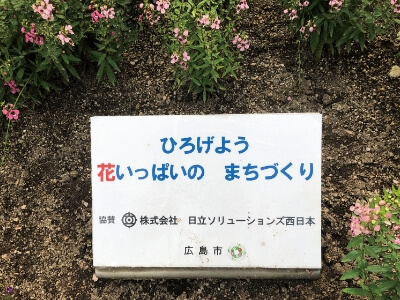 ひろげよう
花いっぱいの まちづくり
協賛 株式会社 日立ソリューションズ西日本
広島市